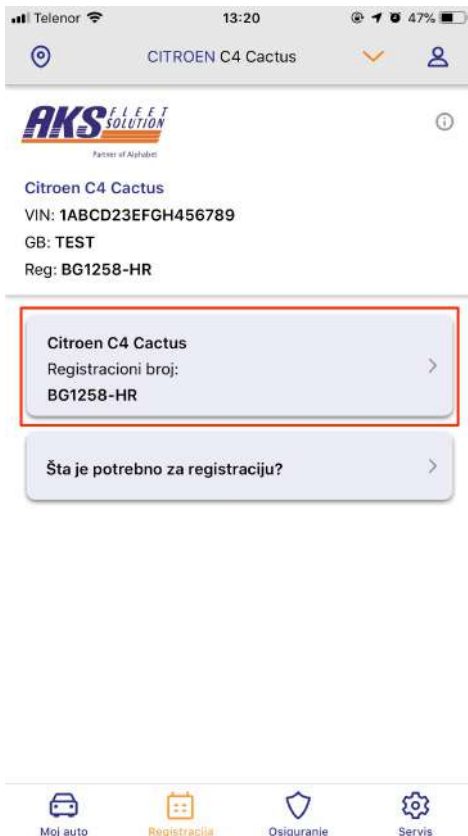 Telenor 13:20 47%
CITROEN C4 Cactus
AKS FLEET
SOLUTION
Partner of Alphabet
Citroen C4 Cactus
VIN: 1ABCD23EFGH456789
GB: TEST
Reg: BG1258-HR
Citroen C4 Cactus
Registracioni broj:
BG1258-HR
Šta je potrebno za registraciju?
Moj auto Registracija Osiguranje Servis